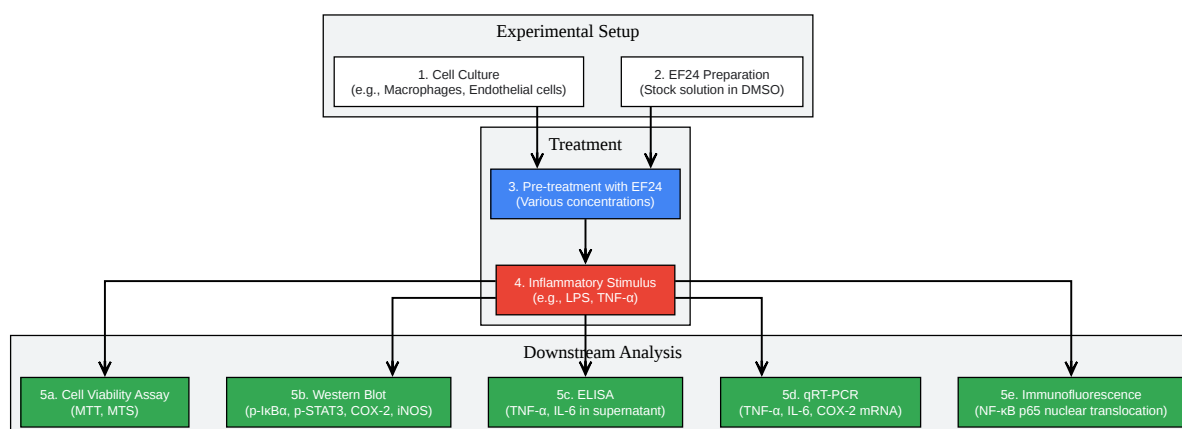 Experimental Setup
1. Cell Culture
(e.g., Macrophages, Endothelial cells)
2. EF24 Preparation
(Stock solution in DMSO)
Treatment
3. Pre-treatment with EF24
(Various concentrations)
4. Inflammatory Stimulus
(e.g., LPS, TNF-α)
Downstream Analysis
5a. Cell Viability Assay
(MTT, MTS)
5b. Western Blot
(p-IκBα, p-STAT3, COX-2, iNOS)
5c. ELISA
(TNF-α, IL-6 in supernatant)
5d. qRT-PCR
(TNF-α, IL-6, COX-2 mRNA)
5e. Immunofluorescence
(NF-κB p65 nuclear translocation)